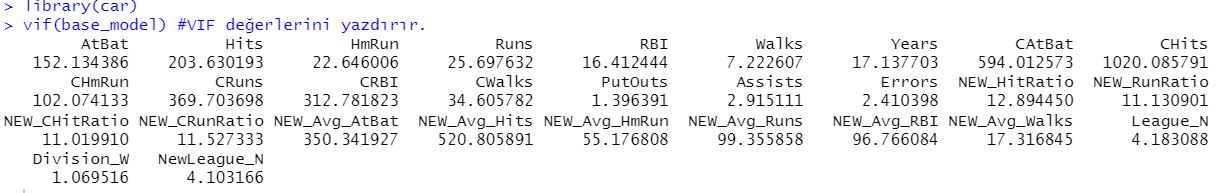 > library(car)
> vif(base_model) #VIF değerlerini yazdırır.
AtBat Hits HmRun Runs RBI Walks Years CAtBat CHits
152.134386 203.630193 22.646006 25.697632 16.412444 7.222607 17.137703 594.012573 1020.085791
CHmRun CRuns CRBI CWalks PutOuts Assists Errors NEW_HitRatio NEW_RunRatio
102.074133 369.703698 312.781823 34.605782 1.396391 2.915111 2.410398 12.894450 11.130901
NEW_CHitRatio NEW_CRunRatio NEW_Avg_AtBat NEW_Avg_Hits NEW_Avg_HmRun NEW_Avg_Runs NEW_Avg_RBI NEW_Avg_Walks League_N
11.019910 11.527333 350.341927 520.805891 55.176808 99.355858 96.766084 17.316845 4.183088
Division_W NewLeague_N
1.069516 4.103166